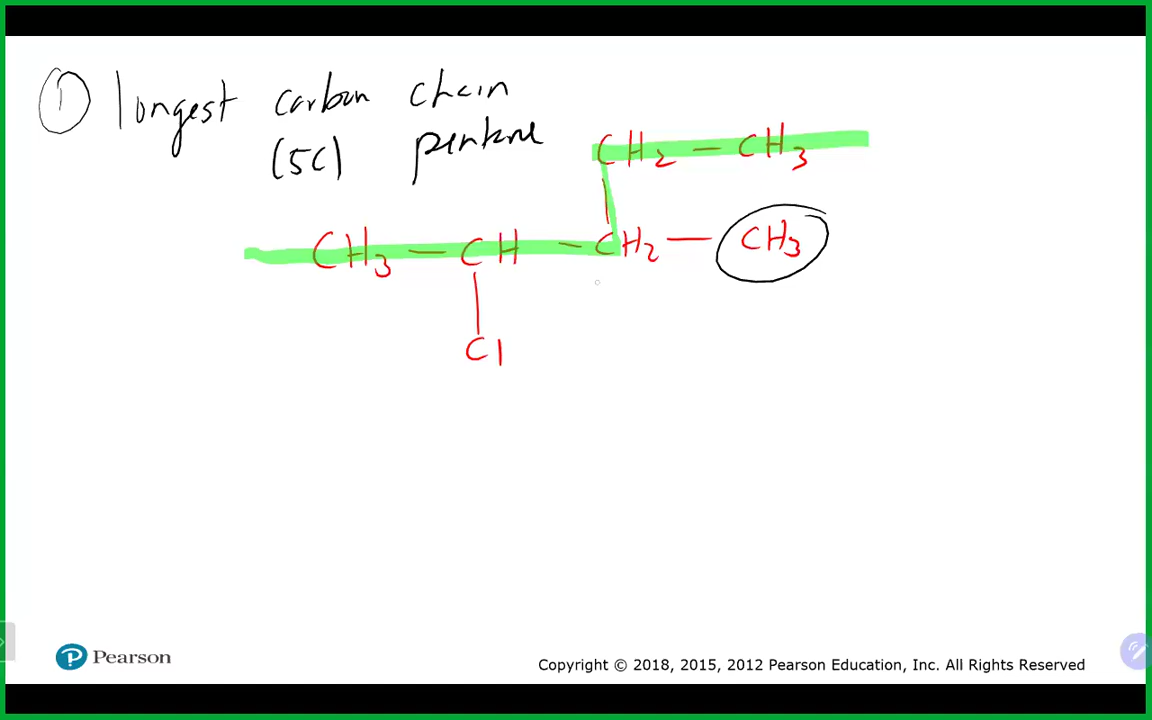 ① longest carbon chain
(5C) pentane
CH2 — CH3
CH3 — CH — CH2 — CH3
Cl
Pearson
Copyright © 2018, 2015, 2012 Pearson Education, Inc. All Rights Reserved